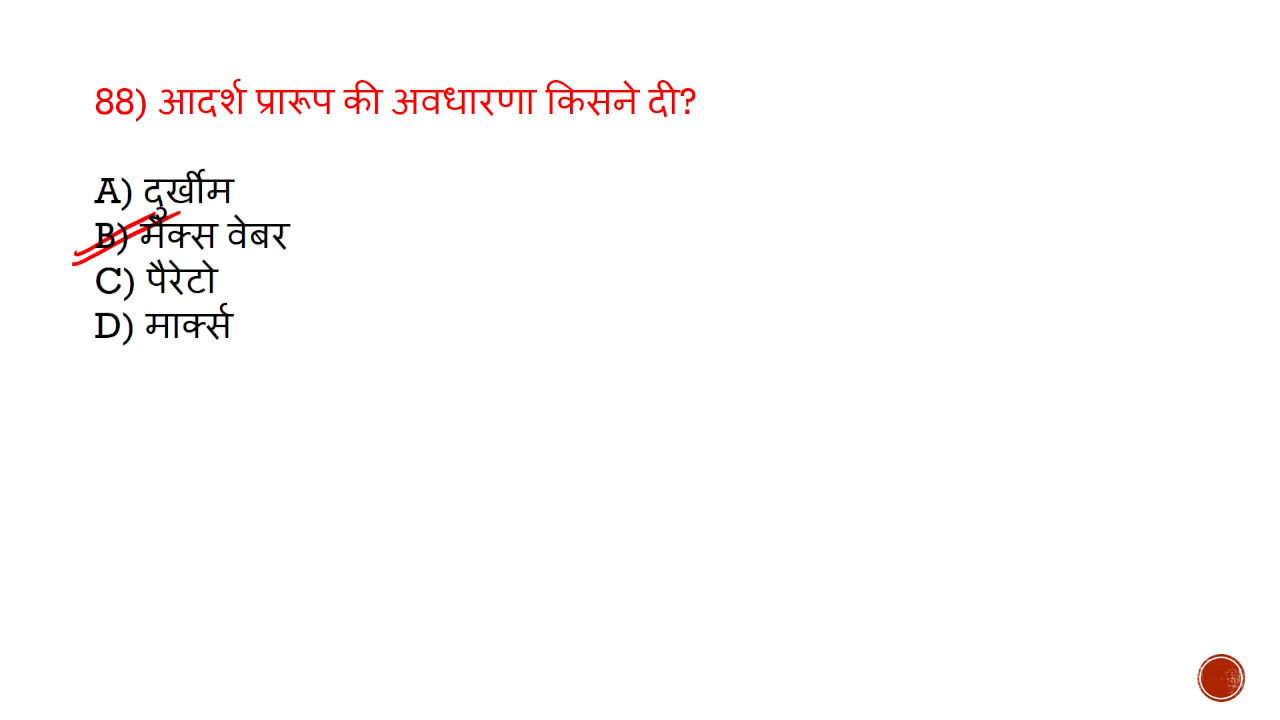 88) आदर्श प्रारूप की अवधारणा किसने दी?
A) दुर्खीम
B) मैक्स वेबर
C) पैरेटो
D) मार्क्स